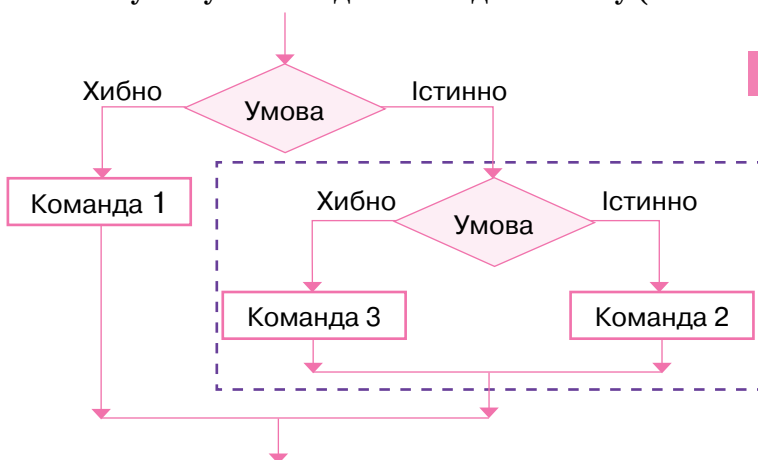 Хибно
Істинно
Умова
Команда 1
Хибно
Істинно
Умова
Команда 3
Команда 2